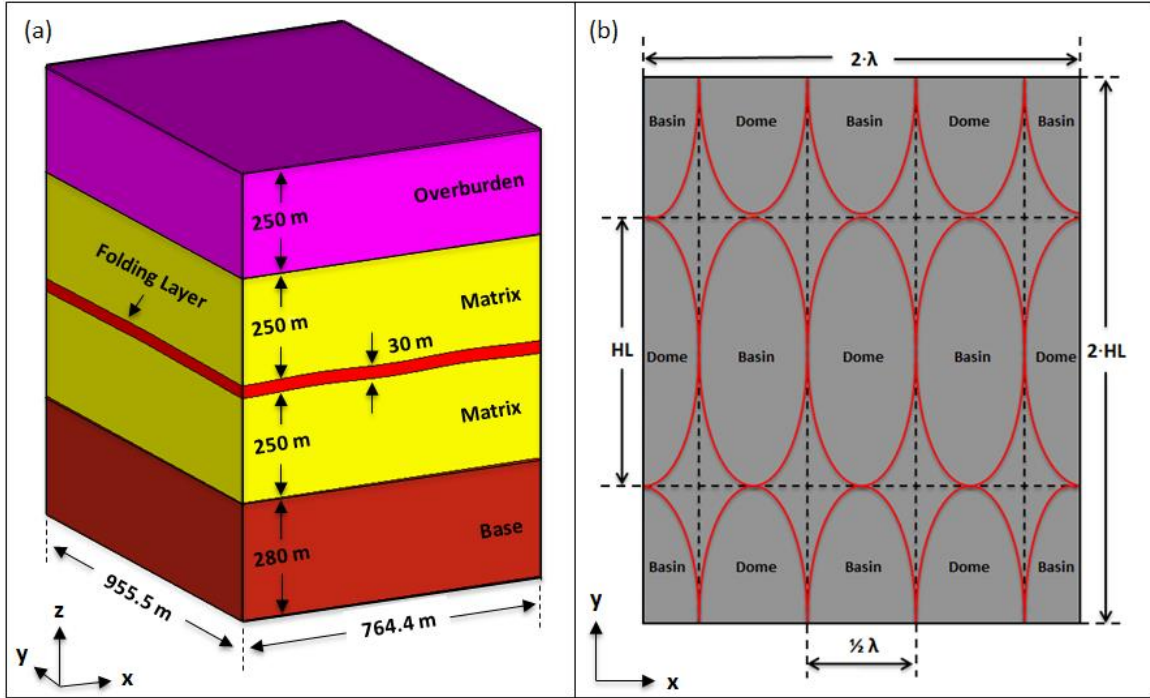 (a)
Overburden
250 m
Folding Layer
Matrix
250 m
30 m
Matrix
250 m
Base
280 m
955.5 m
764.4 m
z
y
x
(b)
2·λ
Basin Dome Basin Dome Basin
HL
Dome Basin Dome Basin Dome
2·HL
Basin Dome Basin Dome Basin
½ λ
y
x